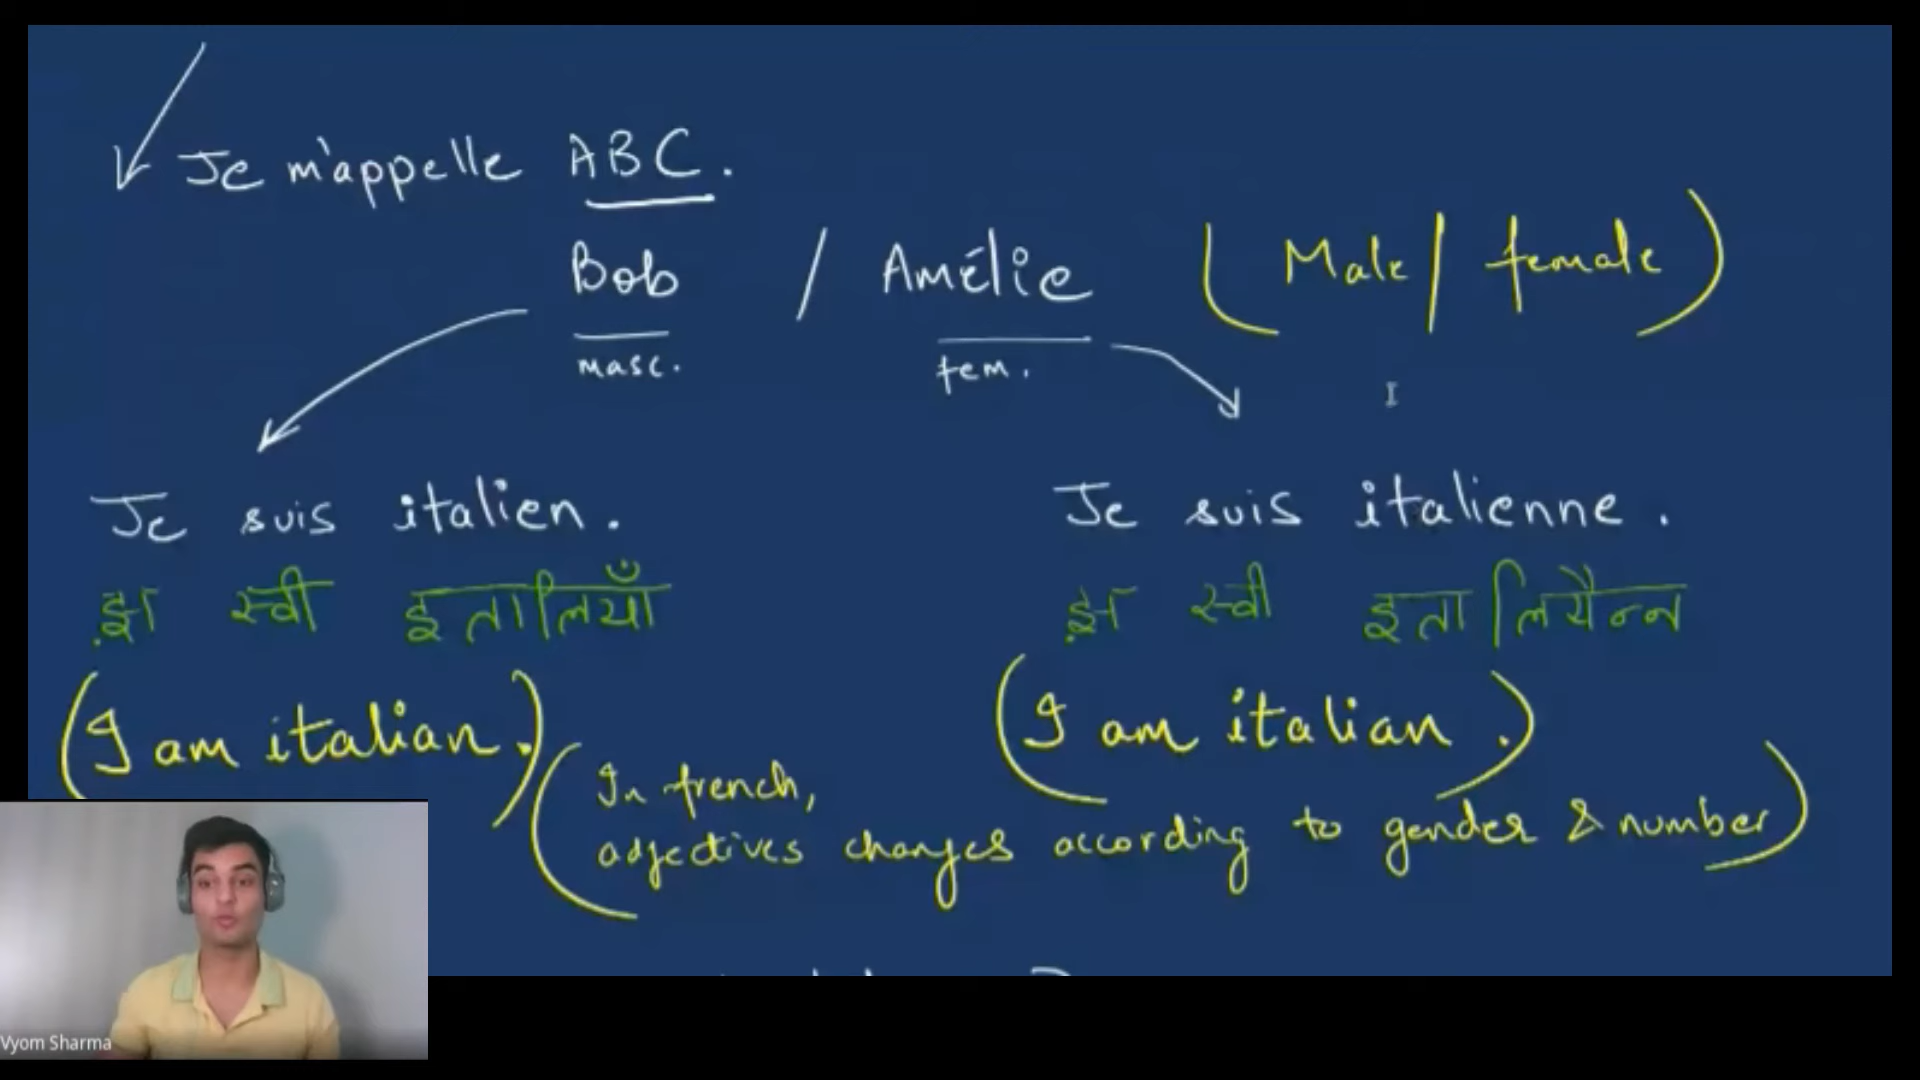 Je m'appelle ABC.
Bob / Amélie (Male / female)
masc. fem.
Je suis italien. Je suis italienne.
झ़ स्वी इतालियाँ झ़ स्वी इतालियैन्न
(I am italian.) (I am italian.)
(In french,
adjectives changes according to gender & number)
Vyom Sharma